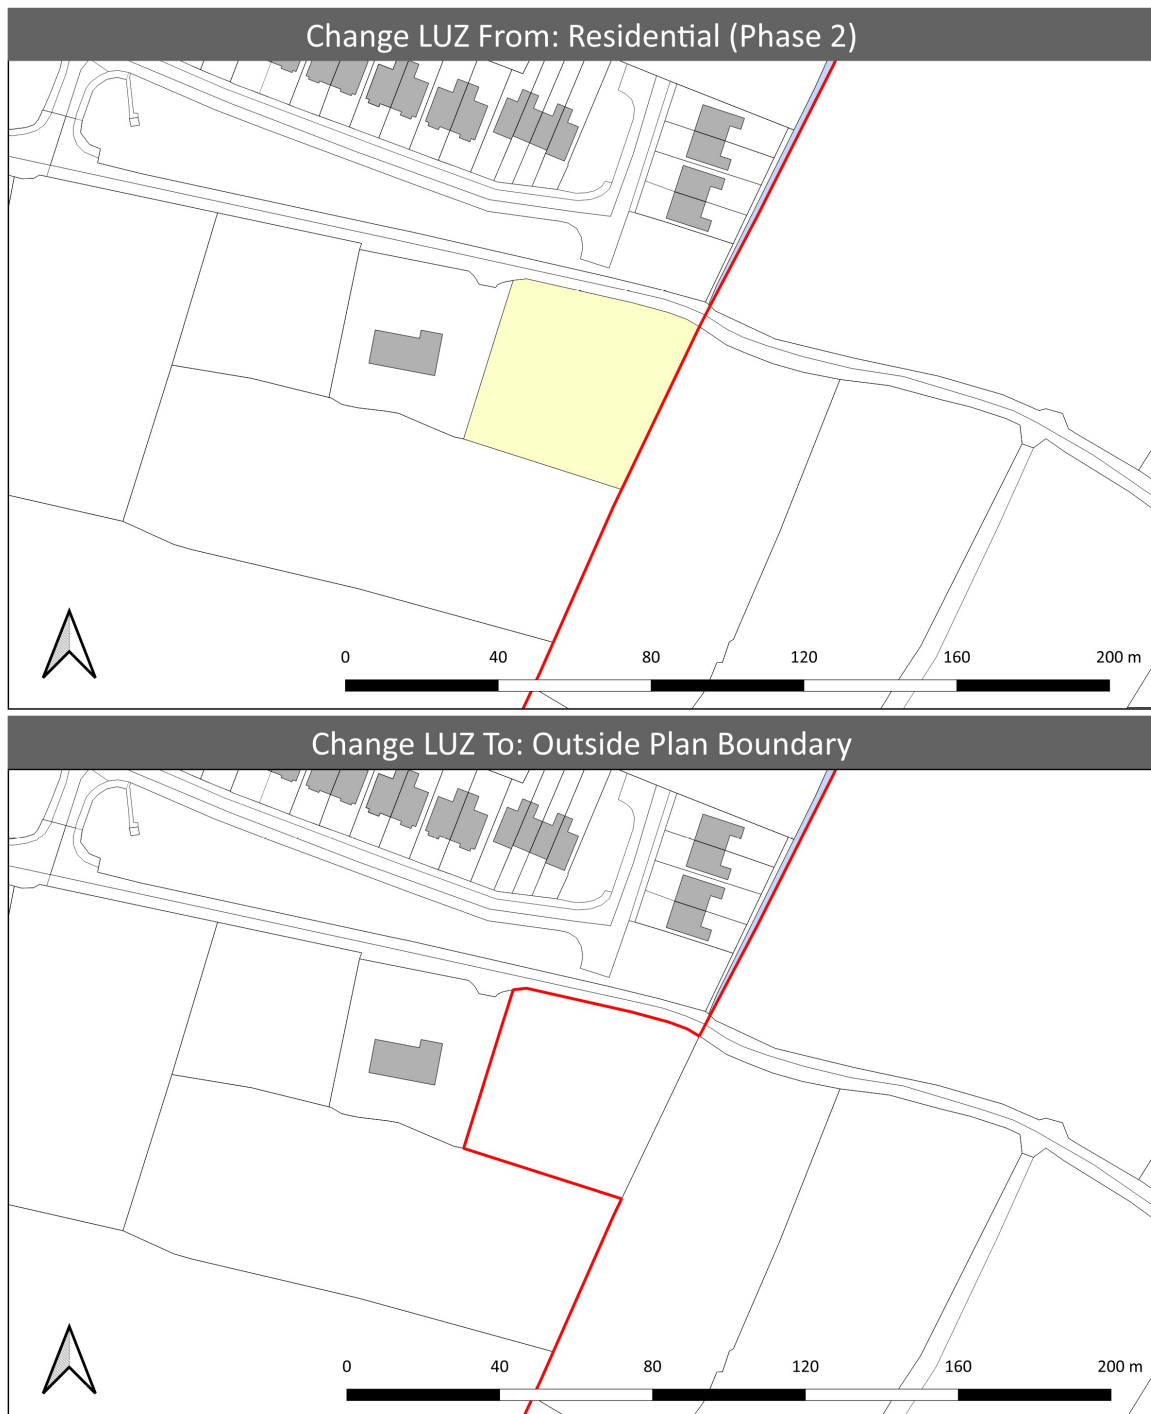 Change LUZ From: Residential (Phase 2)
0 40 80 120 160 200 m
Change LUZ To: Outside Plan Boundary
0 40 80 120 160 200 m